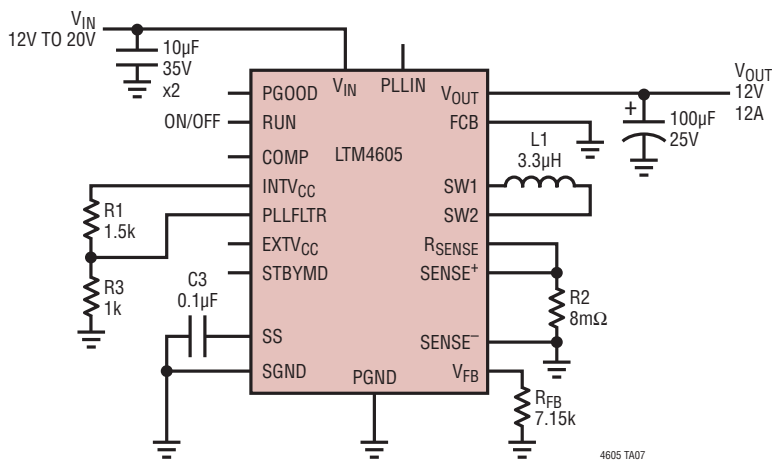 VIN
12V TO 20V
10µF
35V
x2
VIN
PLLIN
PGOOD
RUN
COMP
INTVCC
PLLFLTR
EXTVCC
STBYMD
SS
SGND
PGND
LTM4605
VOUT
FCB
SW1
SW2
RSENSE
SENSE+
SENSE–
VFB
ON/OFF
R1
1.5k
R3
1k
C3
0.1µF
VOUT
12V
12A
+
100µF
25V
L1
3.3µH
R2
8mΩ
RFB
7.15k
4605 TA07